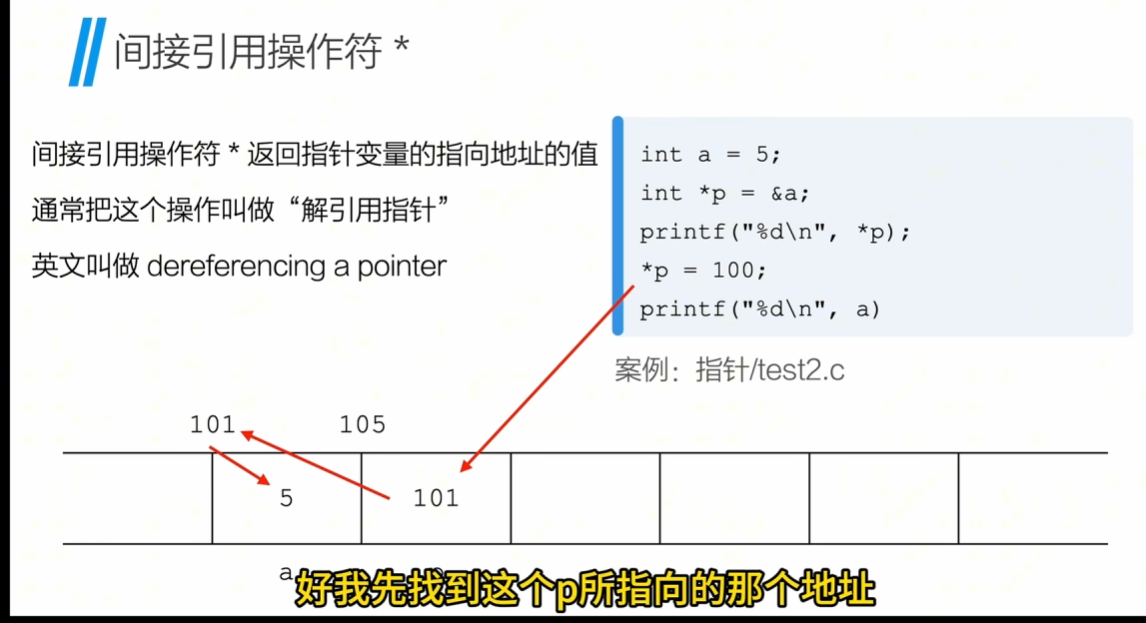 间接引用操作符 *
间接引用操作符 * 返回指针变量的指向地址的值
通常把这个操作叫做“解引用指针”
英文叫做 dereferencing a pointer
int a = 5;
int *p = &a;
printf("%d\n", *p);
*p = 100;
printf("%d\n", a)
案例：指针/test2.c
101 105
5 101
a
好我先找到这个p所指向的那个地址